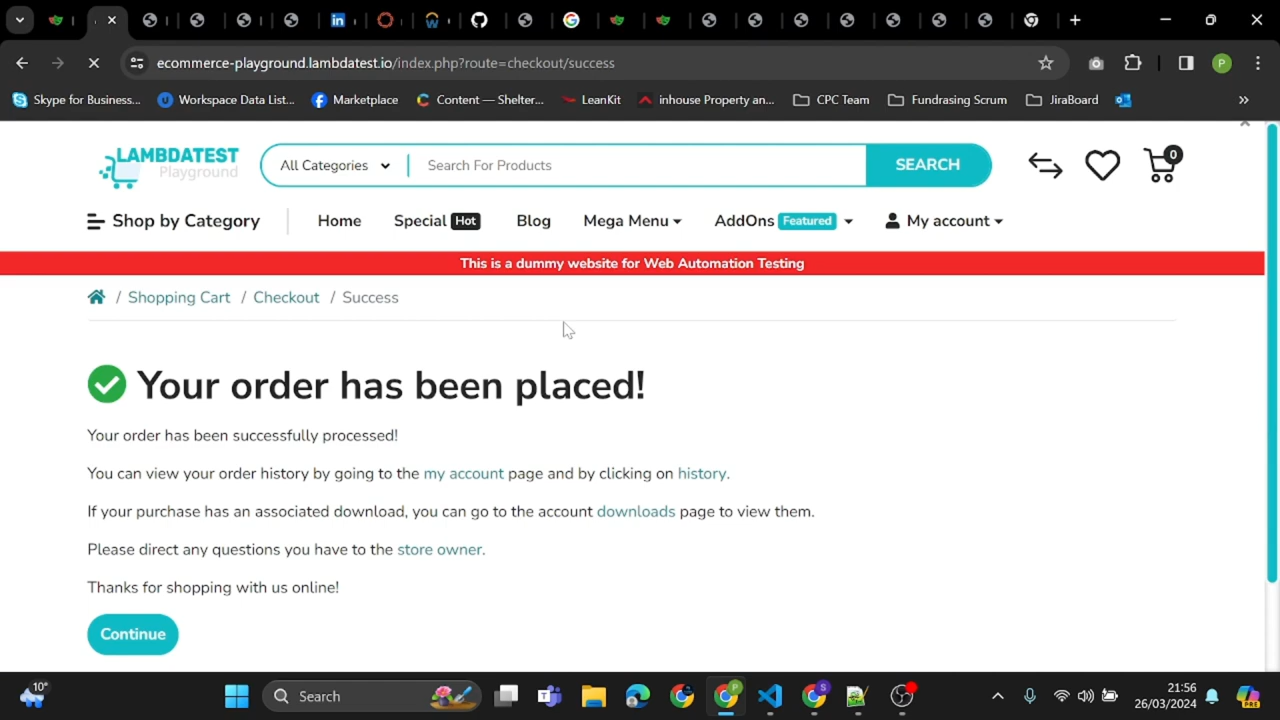 ecommerce-playground.lambdatest.io/index.php?route=checkout/success
P
Skype for Business...
Workspace Data List...
Marketplace
Content — Shelter...
LeanKit
inhouse Property an...
CPC Team
Fundrasing Scrum
JiraBoard
LAMBDATEST
Playground
All Categories
Search For Products
SEARCH
0
Shop by Category
Home
Special Hot
Blog
Mega Menu
AddOns Featured
My account
This is a dummy website for Web Automation Testing
/ Shopping Cart / Checkout / Success
Your order has been placed!
Your order has been successfully processed!
You can view your order history by going to the my account page and by clicking on history.
If your purchase has an associated download, you can go to the account downloads page to view them.
Please direct any questions you have to the store owner.
Thanks for shopping with us online!
Continue
10°
Search
P
S
PRE
21:56
26/03/2024